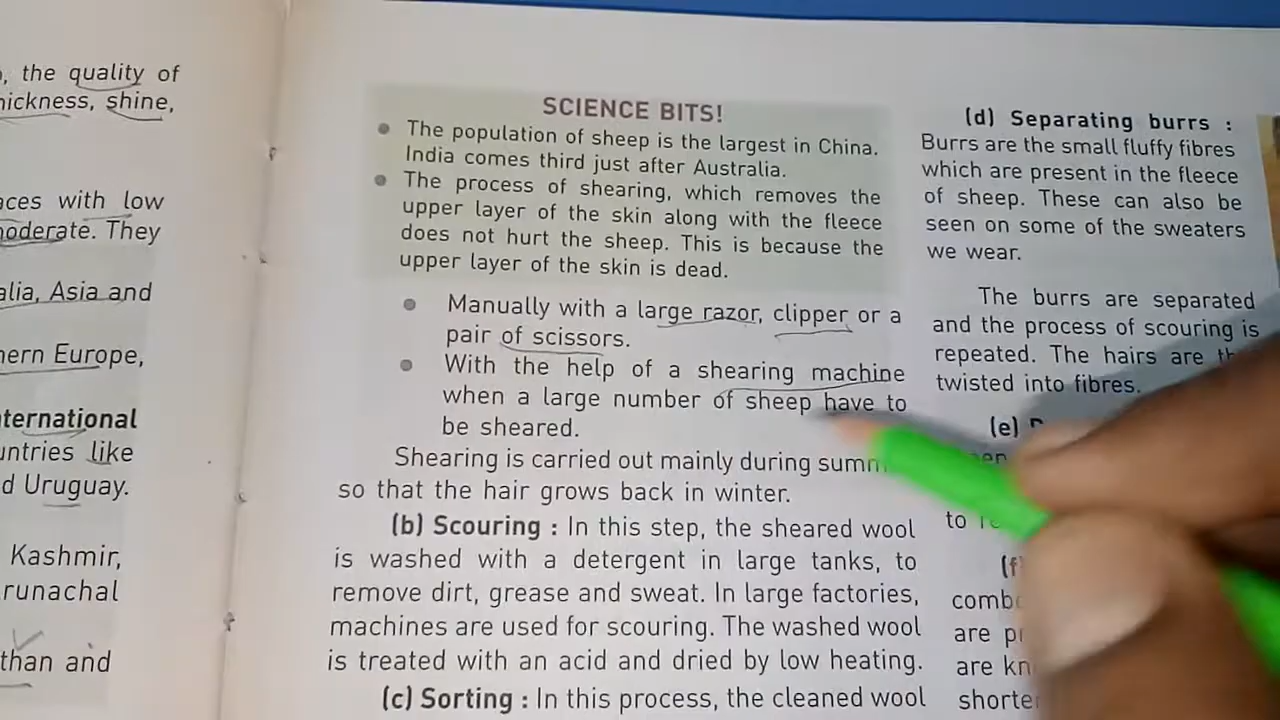 , the quality of
hickness, shine,
aces with low
moderate. They
alia, Asia and
hern Europe,
ternational
untries like
d Uruguay.
Kashmir,
runachal
than and
SCIENCE BITS!
The population of sheep is the largest in China.
India comes third just after Australia.
The process of shearing, which removes the
upper layer of the skin along with the fleece
does not hurt the sheep. This is because the
upper layer of the skin is dead.
Manually with a large razor, clipper or a
pair of scissors.
With the help of a shearing machine
when a large number of sheep have to
be sheared.
Shearing is carried out mainly during summ
so that the hair grows back in winter.
(b) Scouring : In this step, the sheared wool
is washed with a detergent in large tanks, to
remove dirt, grease and sweat. In large factories,
machines are used for scouring. The washed wool
is treated with an acid and dried by low heating.
(c) Sorting : In this process, the cleaned wool
(d) Separating burrs :
Burrs are the small fluffy fibres
which are present in the fleece
of sheep. These can also be
seen on some of the sweaters
we wear.
The burrs are separated
and the process of scouring is
repeated. The hairs are
twisted into fibres.
(e)
to
(f)
comb
are
are kn
shorte